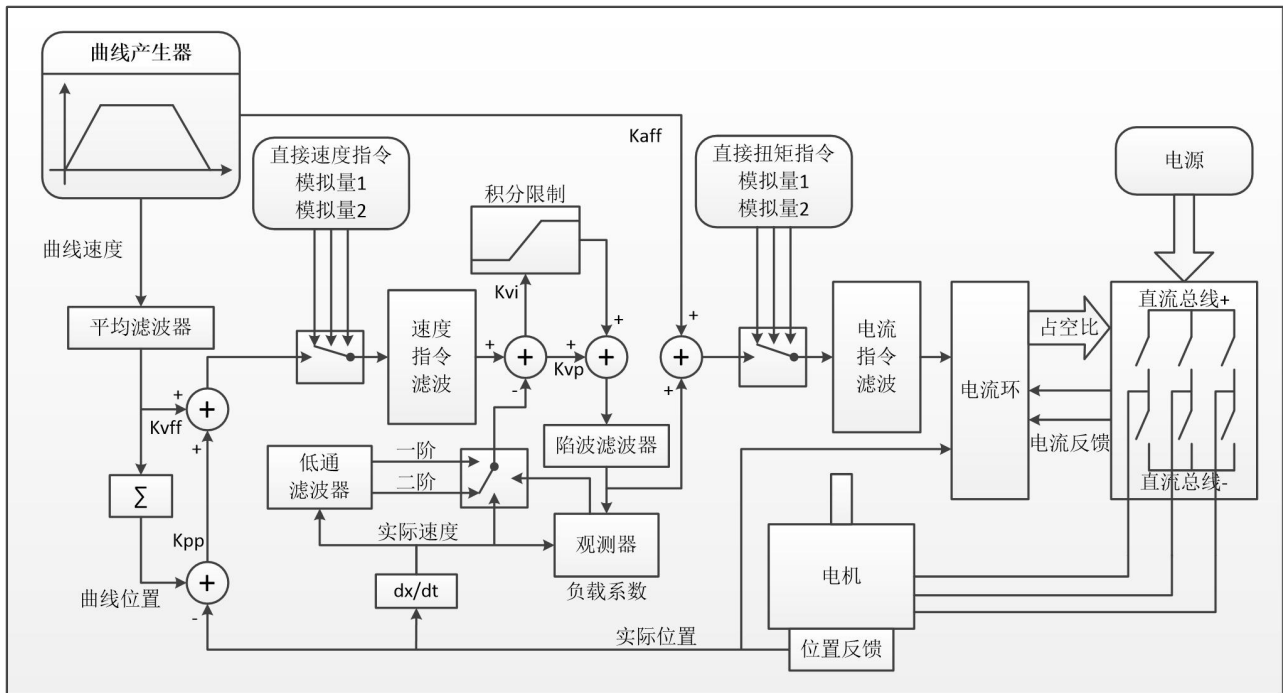 曲线产生器
Kaff
直接速度指令
模拟量1
模拟量2
直接扭矩指令
模拟量1
模拟量2
电源
积分限制
曲线速度
Kvi
平均滤波器
速度
指令
滤波
+
+
-
+
Kvp
+
+
+
+
+
+
电流
指令
滤波
电流环
占空比
直流总线+
电流反馈
直流总线-
+
Kvff
+
+
陷波滤波器
低通
滤波器
一阶
二阶
Σ
Kpp
实际速度
观测器
负载系数
电机
+
-
曲线位置
dx/dt
实际位置
位置反馈